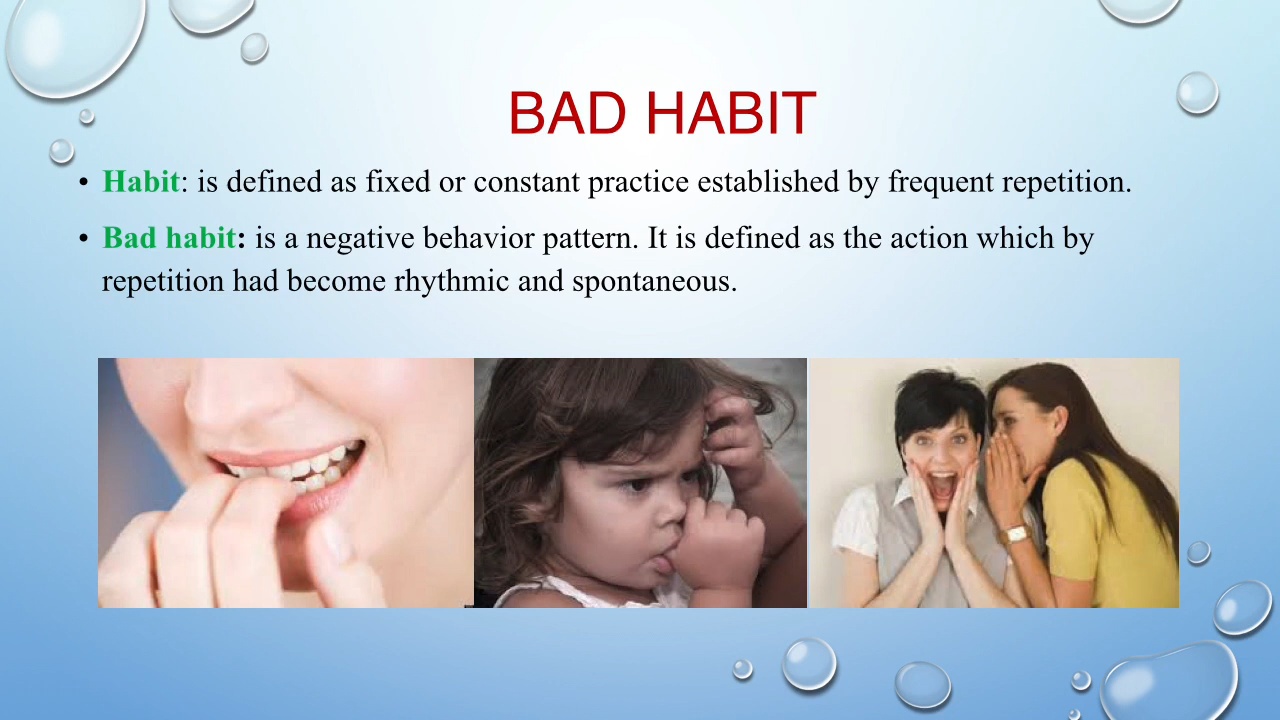 BAD HABIT
• Habit: is defined as fixed or constant practice established by frequent repetition.
• Bad habit: is a negative behavior pattern. It is defined as the action which by
repetition had become rhythmic and spontaneous.